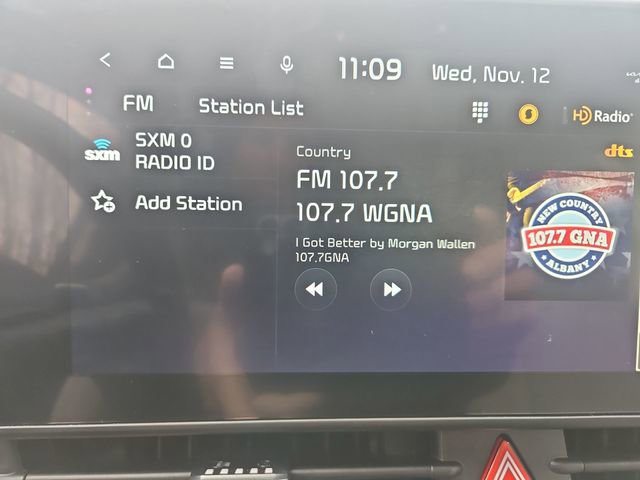 11:09 Wed, Nov. 12
FM Station List HD Radio
sxm SXM 0
RADIO ID
Add Station
Country
dts
FM 107.7
107.7 WGNA
I Got Better by Morgan Wallen
107.7GNA
NEW COUNTRY
107.7 GNA
ALBANY